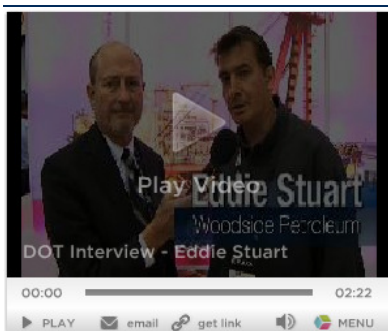 Play Video
Eddie Stuart
Woodside Petroleum
DOT Interview - Eddie Stuart
00:00 02:22
PLAY email get link MENU